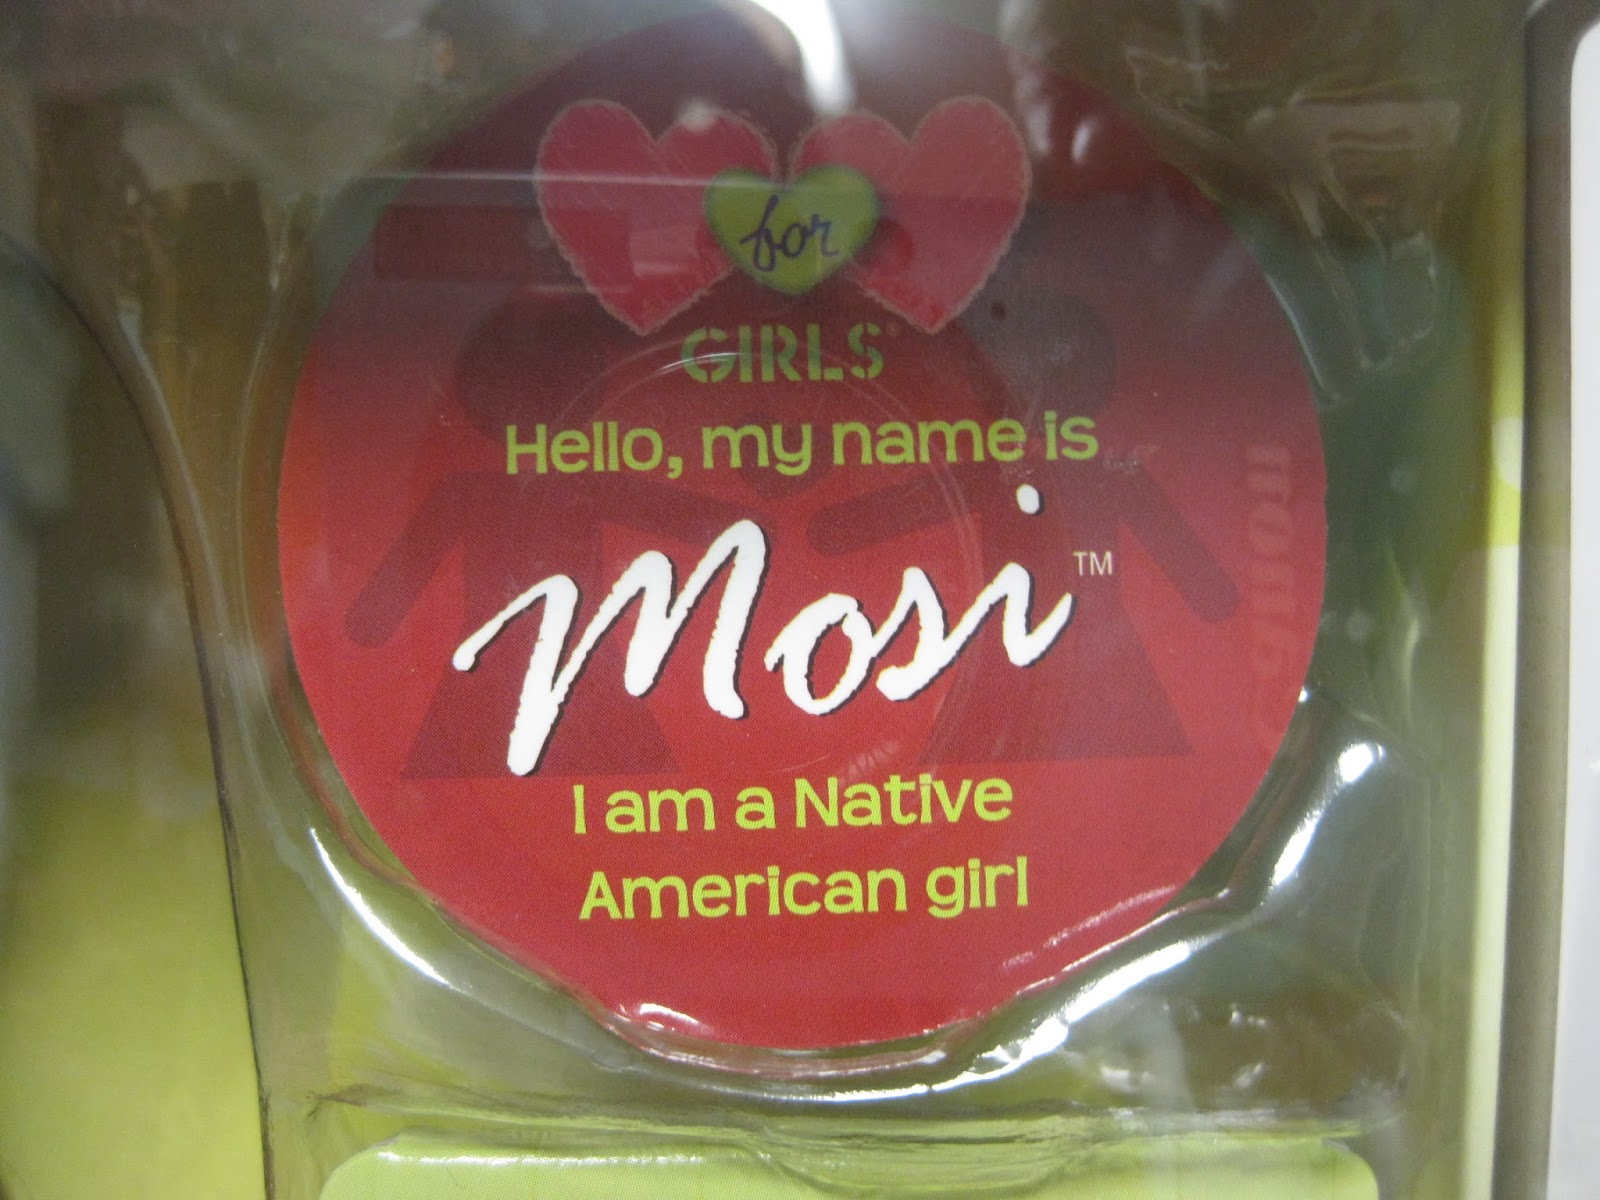 for
GIRLS
Hello, my name is
Mosi™
I am a Native
American girl